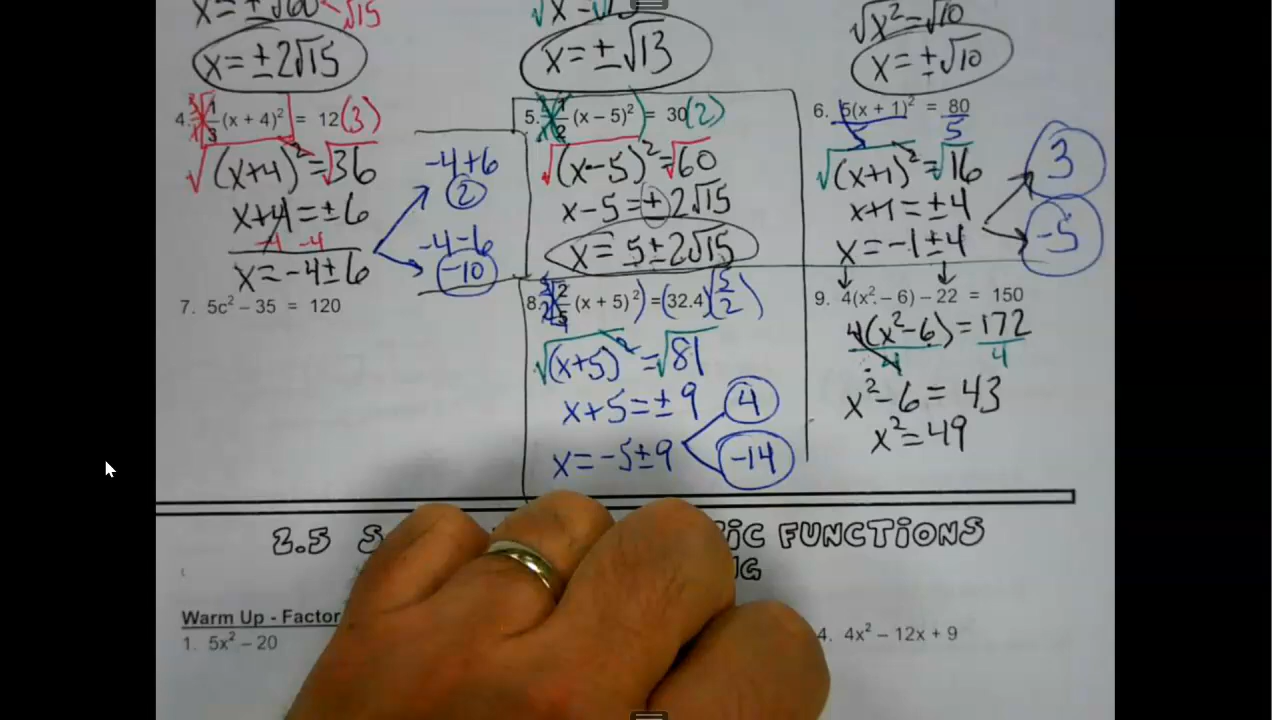 x = ±√60 √15
x = ±2√15
x = ±√13
√x² = √10
x = ±√10
4. 1/3 (x + 4)² = 12 (3)
√(x+4)² = √36
x+4 = ±6
-4 -4
x = -4±6
-4+6
2
-4-6
-10
5. 1/2 (x − 5)² = 30 (2)
√(x-5)² = √60
x-5 = ±2√15
x = 5±2√15
6. 5(x + 1)² = 80
5 5
√(x+1)² = √16
x+1 = ±4
x = -1±4
3
-5
7. 5c² − 35 = 120
8. 2/5 (x + 5)² = (32.4)(5/2)
√(x+5)² = √81
x+5 = ±9
x = -5±9
4
-14
9. 4(x² − 6) − 22 = 150
4(x²-6) = 172
4 4
x²-6 = 43
x² = 49
2.5 S IC FUNCTIONS
NG
Warm Up - Factor
1. 5x² − 20
4. 4x² − 12x + 9